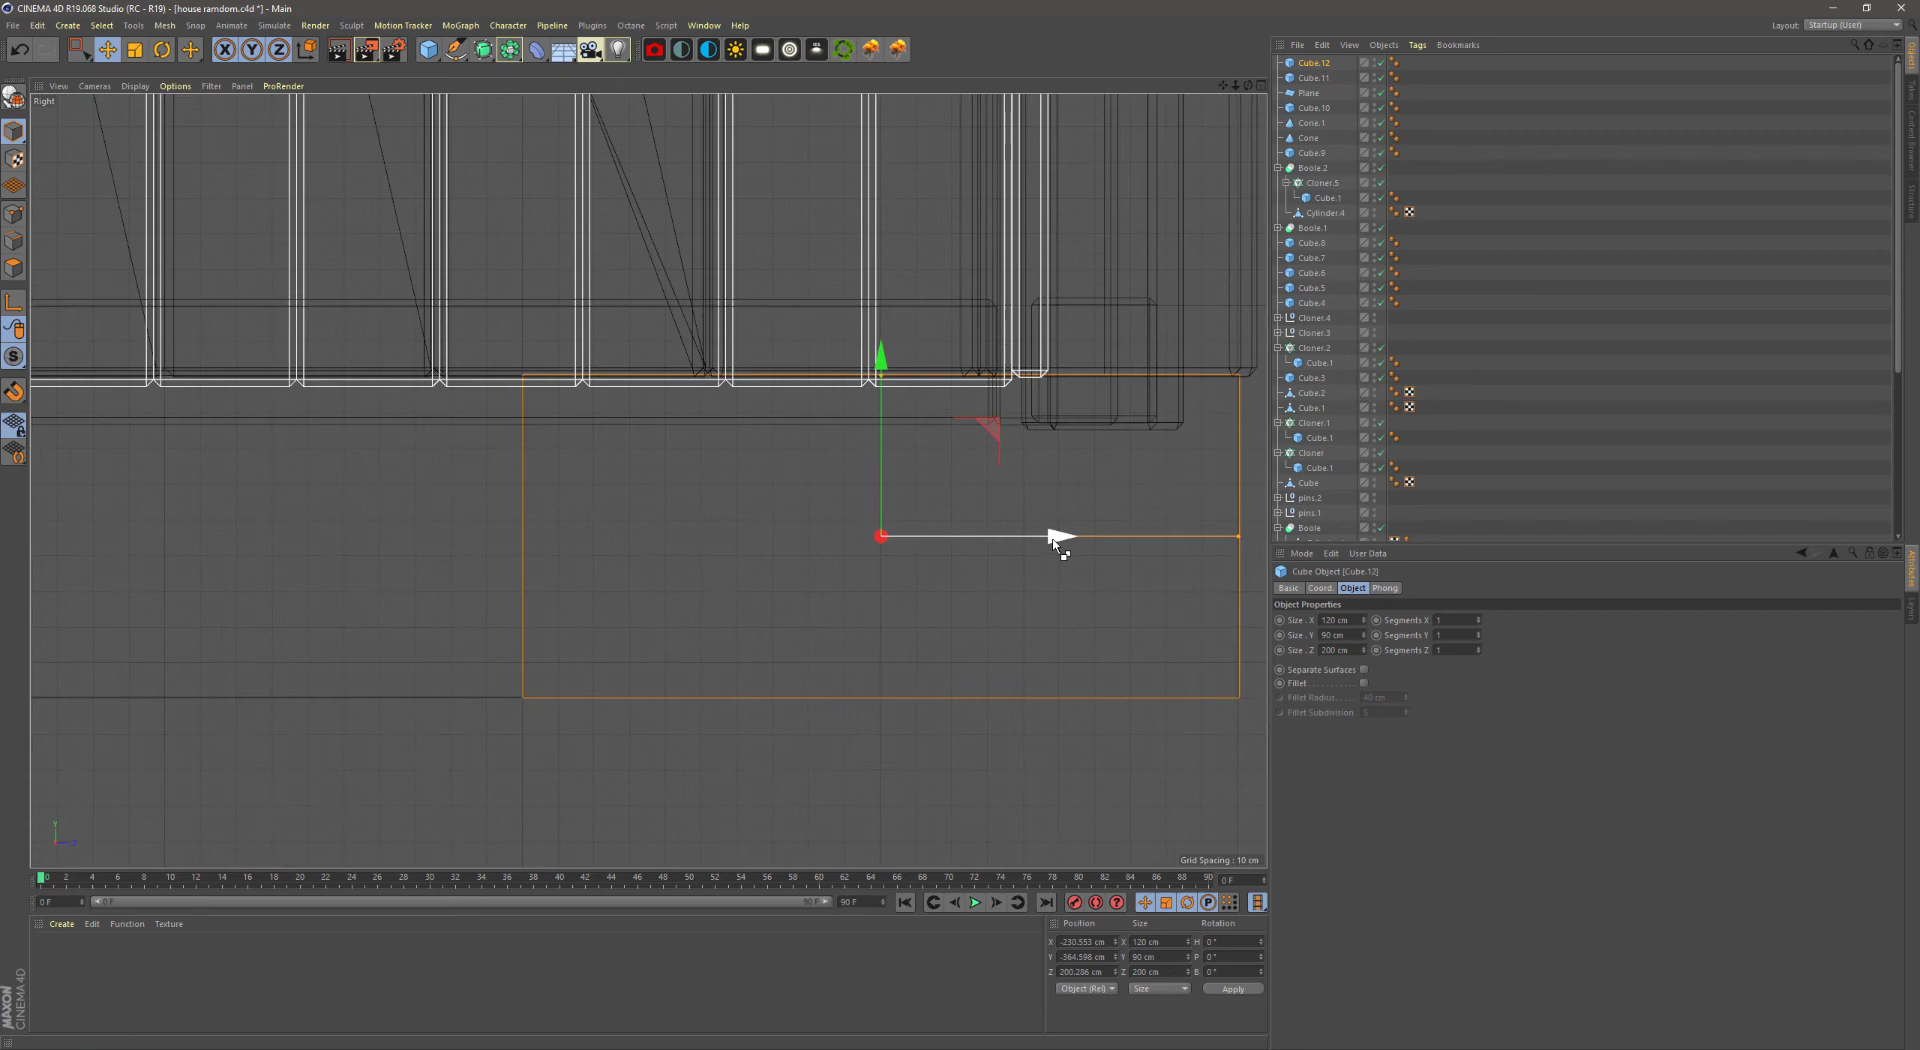 CINEMA 4D R19.068 Studio (RC - R19) - [house ramdom.c4d *] - Main
File Edit Create Select Tools Mesh Snap Animate Simulate Render Sculpt Motion Tracker MoGraph Character Pipeline Plugins Octane Script Window Help
Layout: Startup (User)
File Edit View Objects Tags Bookmarks
View Cameras Display Options Filter Panel ProRender
Right
Cube.12
Cube.11
Plane
Cube.10
Cone.1
Cone
Cube.9
Boole.2
Cloner.5
Cube.1
Cylinder.4
Boole.1
Cube.8
Cube.7
Cube.6
Cube.5
Cube.4
Cloner.4
Cloner.3
Cloner.2
Cube.1
Cube.3
Cube.2
Cube.1
Cloner.1
Cube.1
Cloner
Cube.1
Cube
pins.2
pins.1
Boole
Objects
Takes
Content Browser
Structure
Mode Edit User Data
Cube Object [Cube.12]
Basic Coord. Object Phong
Object Properties
Size . X 120 cm Segments X 1
Size . Y 90 cm Segments Y 1
Size . Z 200 cm Segments Z 1
Separate Surfaces
Fillet
Fillet Radius 40 cm
Fillet Subdivision 5
Attributes
Layers
Y
Z
Grid Spacing : 10 cm
0 2 4 6 8 10 12 14 16 18 20 22 24 26 28 30 32 34 36 38 40 42 44 46 48 50 52 54 56 58 60 62 64 66 68 70 72 74 76 78 80 82 84 86 88 90
0 F
0 F 0 F 90 F 90 F
Create Edit Function Texture
Position Size Rotation
X -230.553 cm X 120 cm H 0 °
Y -364.598 cm Y 90 cm P 0 °
Z 200.286 cm Z 200 cm B 0 °
Object (Rel) Size Apply
MAXON
CINEMA4D